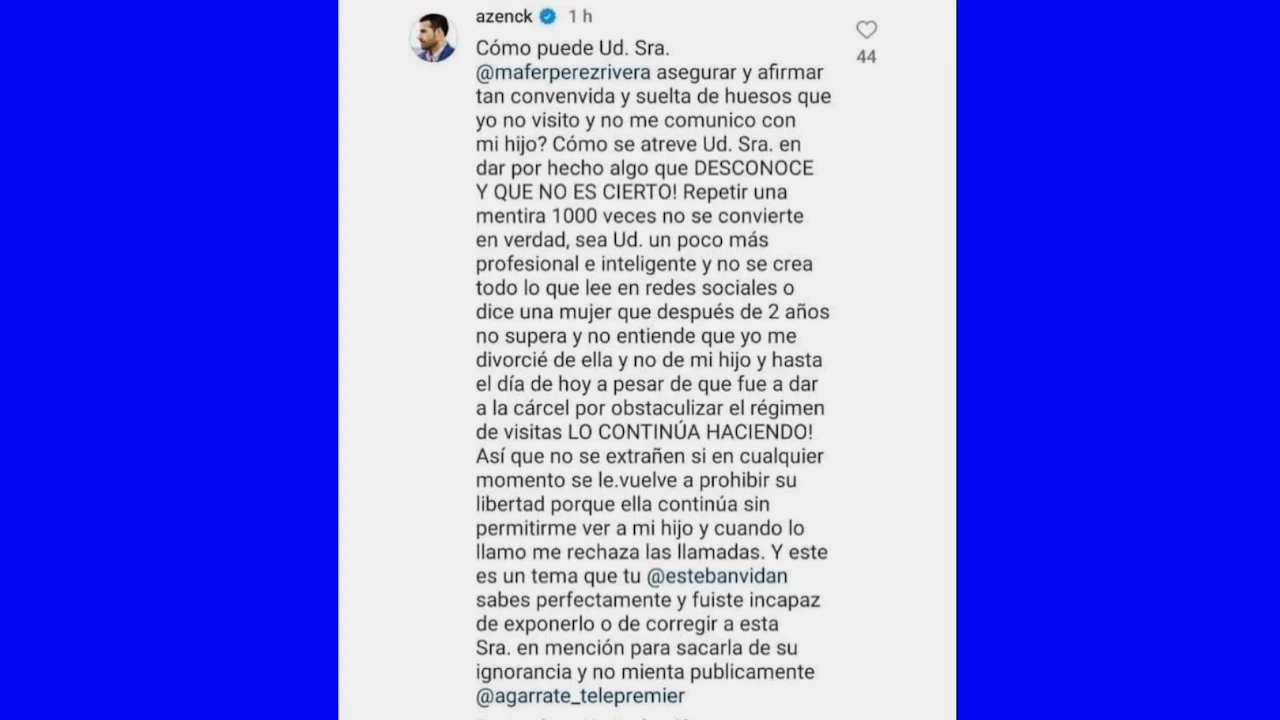 azenck 1 h
44
Cómo puede Ud. Sra.
@maferperezrivera asegurar y afirmar
tan convenvida y suelta de huesos que
yo no visito y no me comunico con
mi hijo? Cómo se atreve Ud. Sra. en
dar por hecho algo que DESCONOCE
Y QUE NO ES CIERTO! Repetir una
mentira 1000 veces no se convierte
en verdad, sea Ud. un poco más
profesional e inteligente y no se crea
todo lo que lee en redes sociales o
dice una mujer que después de 2 años
no supera y no entiende que yo me
divorcié de ella y no de mi hijo y hasta
el día de hoy a pesar de que fue a dar
a la cárcel por obstaculizar el régimen
de visitas LO CONTINÚA HACIENDO!
Así que no se extrañen si en cualquier
momento se le.vuelve a prohibir su
libertad porque ella continúa sin
permitirme ver a mi hijo y cuando lo
llamo me rechaza las llamadas. Y este
es un tema que tu @estebanvidan
sabes perfectamente y fuiste incapaz
de exponerlo o de corregir a esta
Sra. en mención para sacarla de su
ignorancia y no mienta publicamente
@agarrate_telepremier